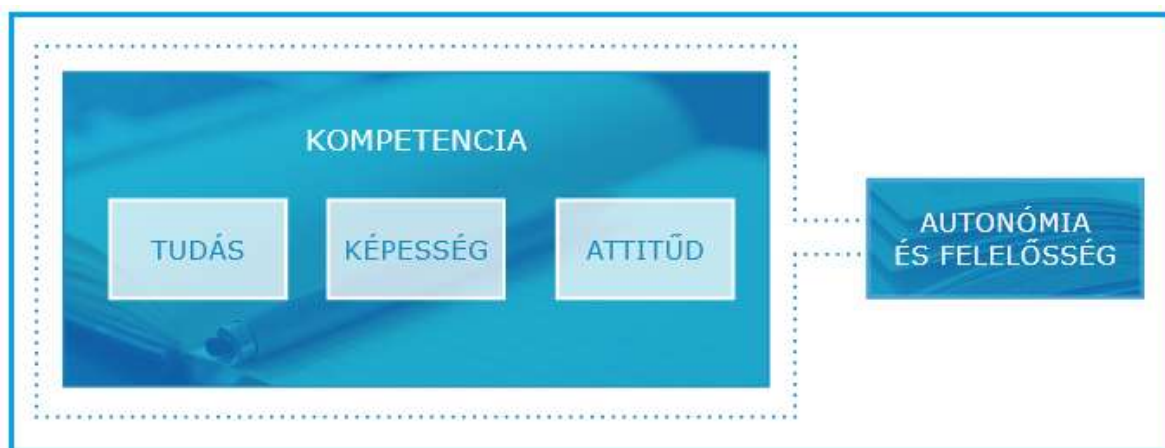 KOMPETENCIA
TUDÁS
KÉPESSÉG
ATTITŰD
AUTONÓMIA
ÉS FELELŐSSÉG